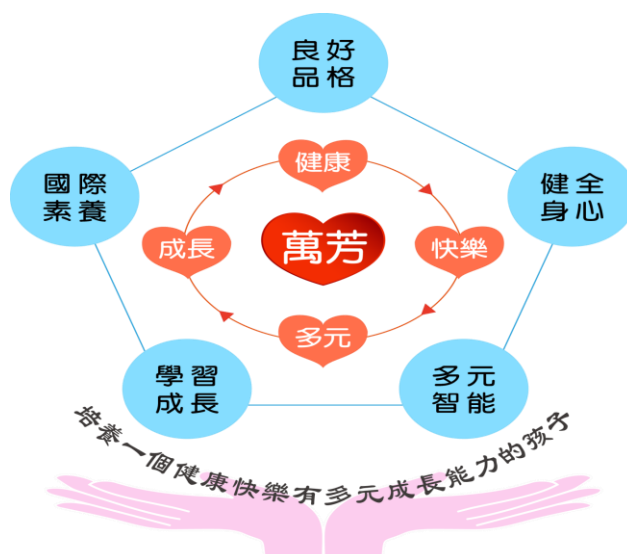 良好
品格
健康
國際
素養
健全
身心
成長
萬芳
快樂
多元
學習
成長
多元
智能
培養一個健康快樂有多元成長能力的孩子